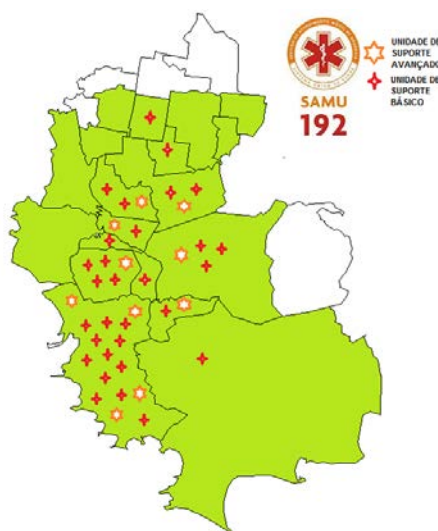 UNIDADE DE
SUPORTE
AVANÇADO
UNIDADE DE
SUPORTE
BÁSICO
SAMU
192